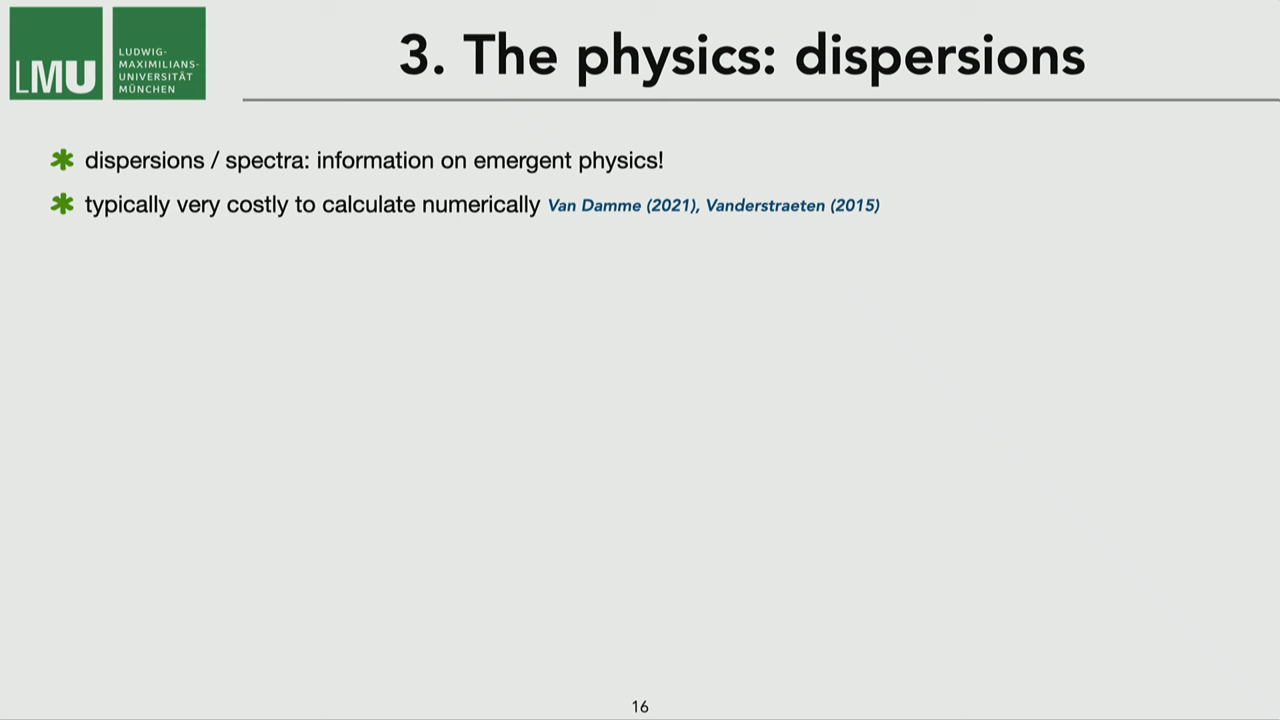 LMU
LUDWIG-
MAXIMILIANS-
UNIVERSITÄT
MÜNCHEN
3. The physics: dispersions
✱ dispersions / spectra: information on emergent physics!
✱ typically very costly to calculate numerically Van Damme (2021), Vanderstraeten (2015)
16